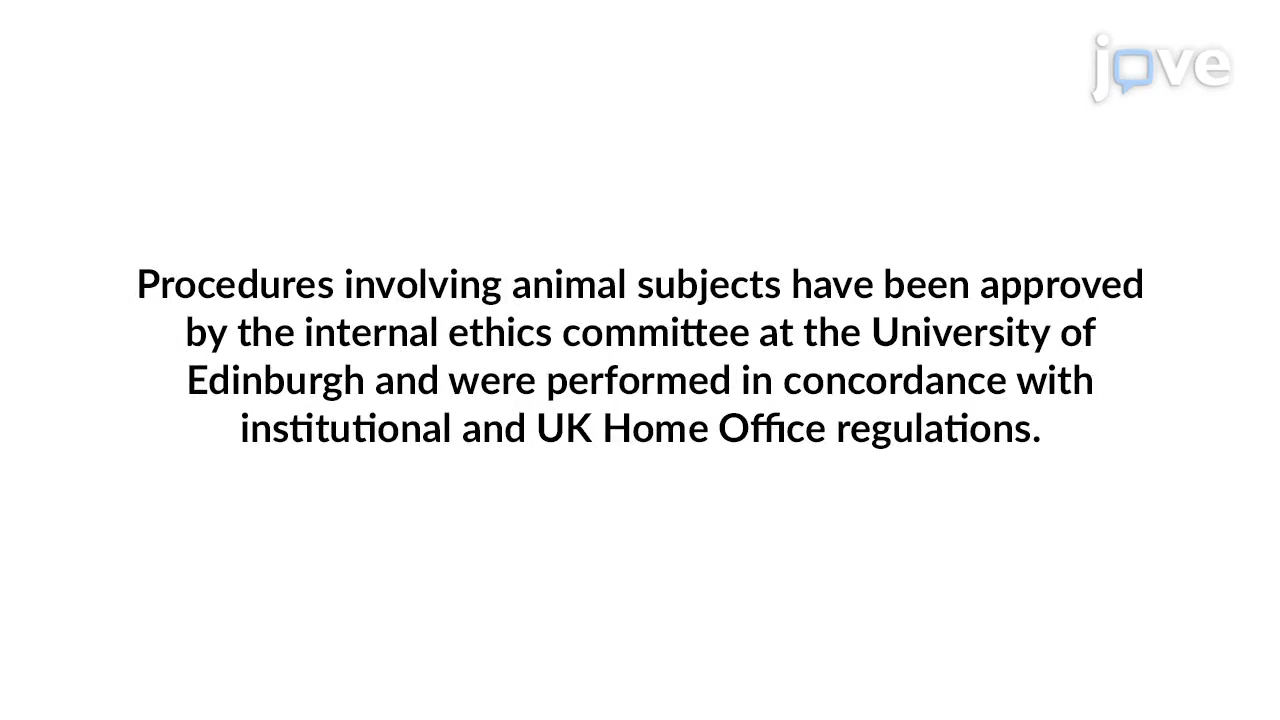 jove
Procedures involving animal subjects have been approved
by the internal ethics committee at the University of
Edinburgh and were performed in concordance with
institutional and UK Home Office regulations.